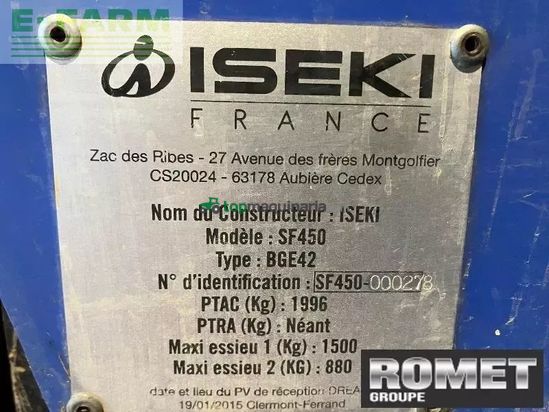 E-FARM
ISEKI
FRANCE
Zac des Ribes - 27 Avenue des frères Montgolfier
CS20024 - 63178 Aubière Cedex
topmaquinaria
Nom du Constructeur : ISEKI
Modèle : SF450
Type : BGE42
N° d'identification : SF450-000278
PTAC (Kg) : 1996
PTRA (Kg) : Néant
Maxi essieu 1 (Kg) : 1500
Maxi essieu 2 (KG) : 880
date et lieu du PV de réception DREA
19/01/2015 Clermont-Ferrand
ROMET
GROUPE